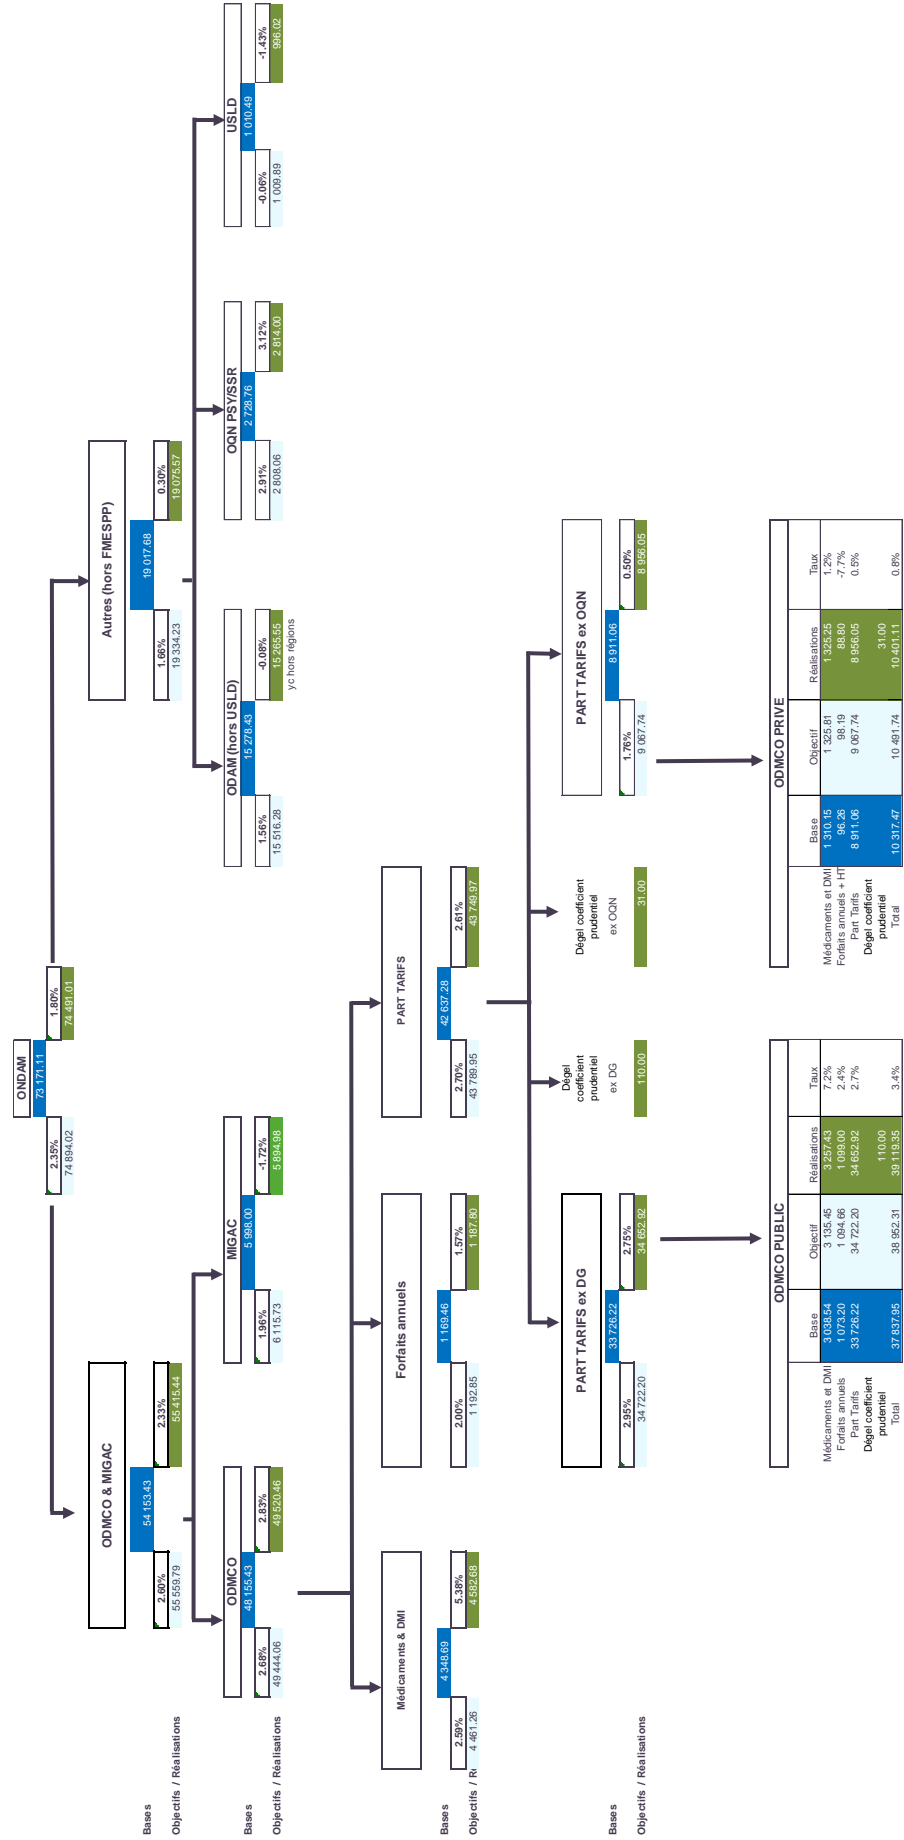 ONDAM
73 171.11
2.35% 1.80%
74 894.02 74 491.01
ODMCO & MIGAC
Autres (hors FMESPP)
Bases 54 153.43 19 017.68
2.60% 2.33% 1.66% 0.30%
Objectifs / Réalisations 55 559.79 55 415.44 19 334.23 19 075.57
ODMCO MIGAC ODAM (hors USLD) OQN PSY/SSR USLD
Bases 48 155.43 5 998.00 15 278.43 2 728.76 1 010.49
2.68% 2.83% 1.96% -1.72% 1.56% -0.08% 2.91% 3.12% -0.06% -1.43%
Objectifs / Réalisations 49 444.06 49 520.46 6 115.73 5 894.98 15 516.28 15 265.55 2 808.06 2 814.00 1 009.89 996.02
yc hors régions
Médicaments & DMI Forfaits annuels PART TARIFS
Bases 4 348.69 1 169.46 42 637.28
2.59% 5.38% 2.00% 1.57% 2.70% 2.61%
Objectifs / Ré 4 461.26 4 582.68 1 192.85 1 187.80 43 789.95 43 749.97
PART TARIFS ex DG
Dégel
coefficient
prudentiel
ex DG
Dégel coefficient
prudentiel
ex OQN
PART TARIFS ex OQN
Bases 33 726.22 8 911.06
2.95% 2.75% 1.76% 0.50%
Objectifs / Réalisations 34 722.20 34 652.92 110.00 31.00 9 067.74 8 956.05
ODMCO PUBLIC
Base Objectif Réalisations Taux
Médicaments et DMI 3 038.54 3 135.45 3 257.43 7.2%
Forfaits annuels 1 073.20 1 094.66 1 099.00 2.4%
Part Tarifs 33 726.22 34 722.20 34 652.92 2.7%
Dégel coefficient
prudentiel 110.00
Total 37 837.95 38 952.31 39 119.35 3.4%
ODMCO PRIVE
Base Objectif Réalisations Taux
Médicaments et DMI 1 310.15 1 325.81 1 325.25 1.2%
Forfaits annuels + HT 96.26 98.19 88.80 -7.7%
Part Tarifs 8 911.06 9 067.74 8 956.05 0.5%
Dégel coefficient
prudentiel 31.00
Total 10 317.47 10 491.74 10 401.11 0.8%